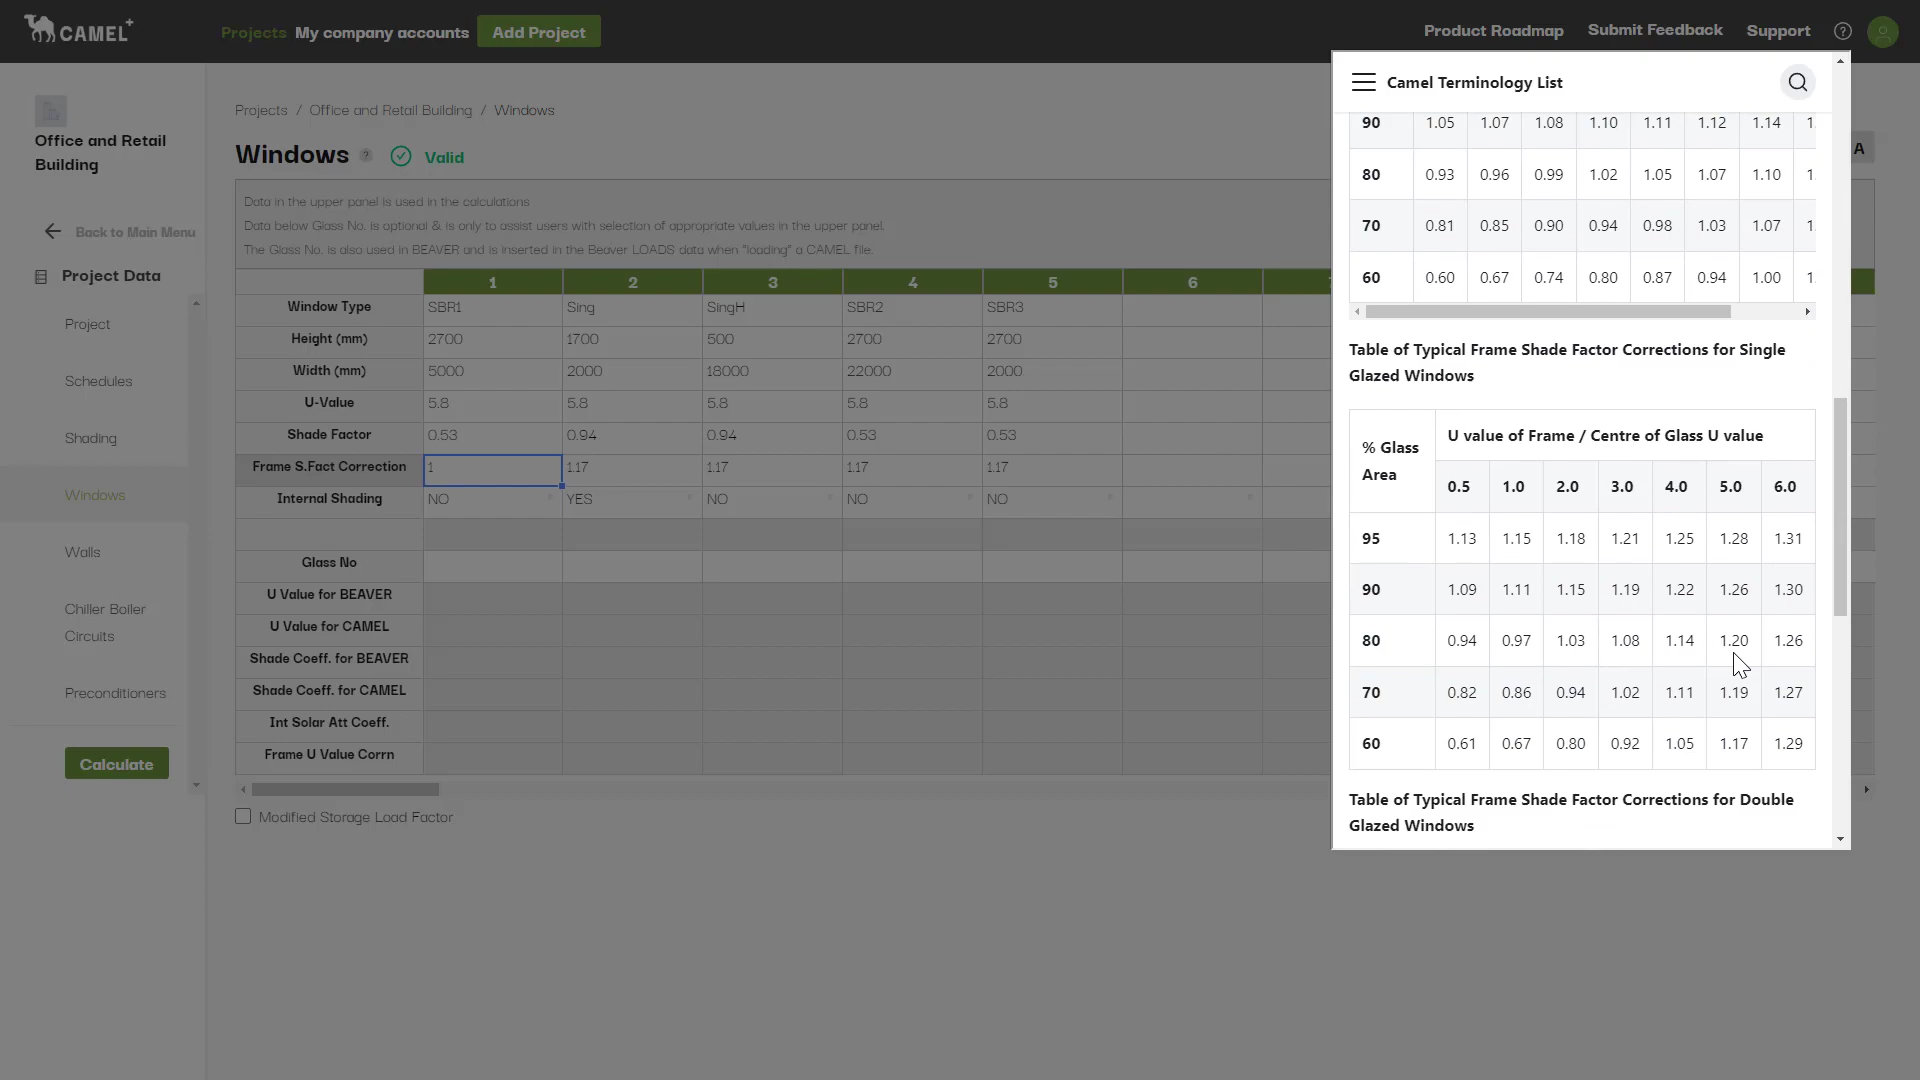 CAMEL+
Projects My company accounts Add Project
Product Roadmap Submit Feedback Support ?
Office and Retail
Building
Back to Main Menu
Project Data
Project
Schedules
Shading
Windows
Walls
Chiller Boiler
Circuits
Preconditioners
Calculate
Projects / Office and Retail Building / Windows
Windows ? Valid
A
Data in the upper panel is used in the calculations
Data below Glass No. is optional & is only to assist users with selection of appropriate values in the upper panel.
The Glass No. is also used in BEAVER and is inserted in the Beaver LOADS data when "loading" a CAMEL file.
1 2 3 4 5 6
Window Type SBR1 Sing SingH SBR2 SBR3
Height (mm) 2700 1700 500 2700 2700
Width (mm) 5000 2000 18000 22000 2000
U-Value 5.8 5.8 5.8 5.8 5.8
Shade Factor 0.53 0.94 0.94 0.53 0.53
Frame S.Fact Correction 1 1.17 1.17 1.17 1.17
Internal Shading NO YES NO NO NO
Glass No
U Value for BEAVER
U Value for CAMEL
Shade Coeff. for BEAVER
Shade Coeff. for CAMEL
Int Solar Att Coeff.
Frame U Value Corrn
Modified Storage Load Factor
Camel Terminology List
90 1.05 1.07 1.08 1.10 1.11 1.12 1.14 1.
80 0.93 0.96 0.99 1.02 1.05 1.07 1.10 1.
70 0.81 0.85 0.90 0.94 0.98 1.03 1.07 1.
60 0.60 0.67 0.74 0.80 0.87 0.94 1.00 1.
Table of Typical Frame Shade Factor Corrections for Single
Glazed Windows
% Glass
Area
U value of Frame / Centre of Glass U value
0.5 1.0 2.0 3.0 4.0 5.0 6.0
95 1.13 1.15 1.18 1.21 1.25 1.28 1.31
90 1.09 1.11 1.15 1.19 1.22 1.26 1.30
80 0.94 0.97 1.03 1.08 1.14 1.20 1.26
70 0.82 0.86 0.94 1.02 1.11 1.19 1.27
60 0.61 0.67 0.80 0.92 1.05 1.17 1.29
Table of Typical Frame Shade Factor Corrections for Double
Glazed Windows